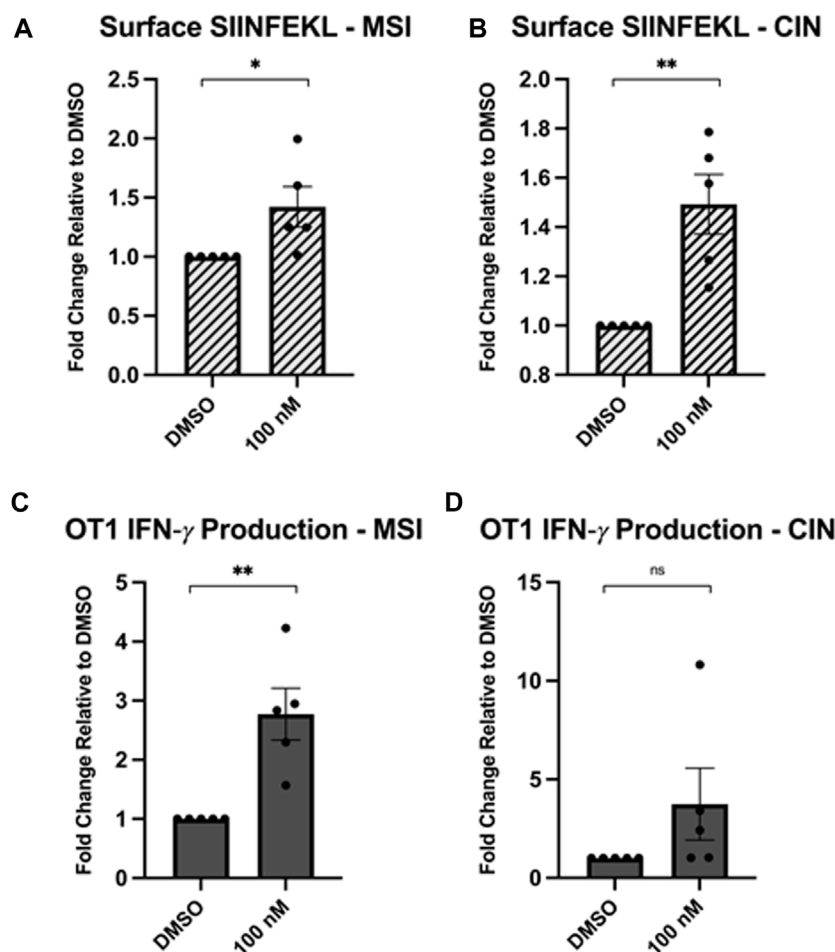 A
Surface SIINFEKL - MSI
Fold Change Relative to DMSO
2.5
2.0
1.5
1.0
0.5
0.0
*
DMSO
100 nM
B
Surface SIINFEKL - CIN
Fold Change Relative to DMSO
2.0
1.8
1.6
1.4
1.2
1.0
0.8
**
DMSO
100 nM
C
OT1 IFN-γ Production - MSI
Fold Change Relative to DMSO
5
4
3
2
1
0
**
DMSO
100 nM
D
OT1 IFN-γ Production - CIN
Fold Change Relative to DMSO
15
10
5
0
ns
DMSO
100 nM